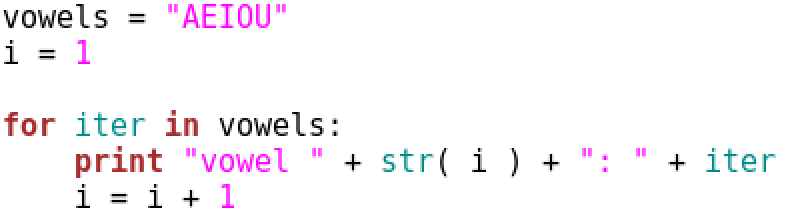 vowels = "AEIOU"
i = 1
for iter in vowels:
    print "vowel " + str( i ) + ": " + iter
    i = i + 1